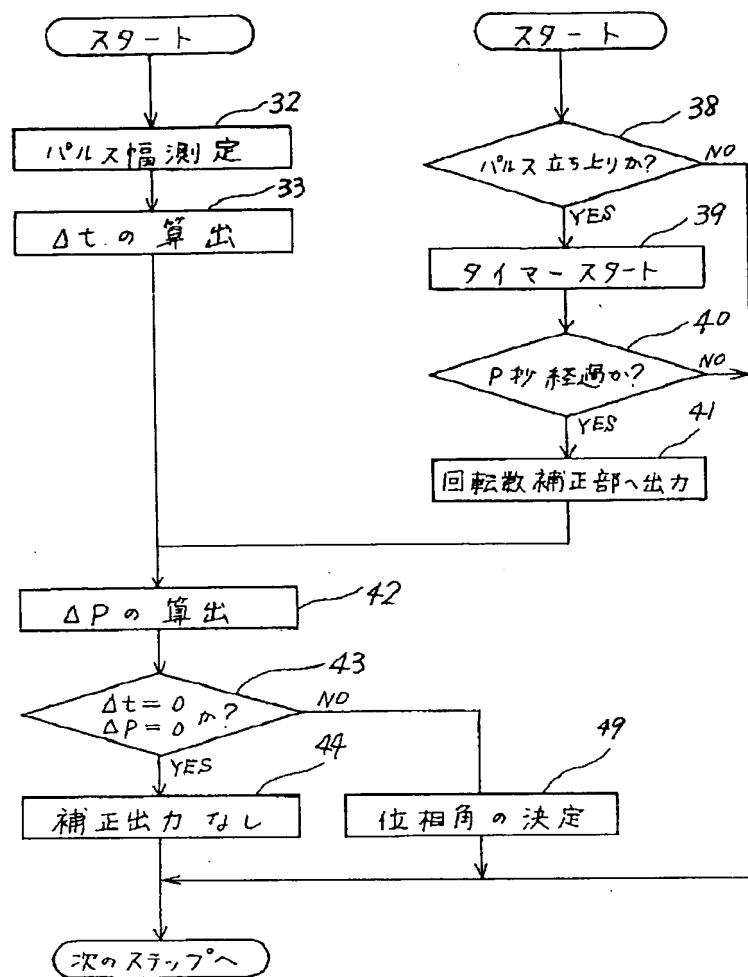 スタート
32
パルス幅測定
33
Δtの算出
スタート
38
パルス立ち上りか?
NO
YES
39
タイマースタート
40
P秒経過か?
NO
YES
41
回転数補正部へ出力
ΔPの算出
42
43
Δt=0
ΔP=0 か?
NO
YES
44
補正出力なし
49
位相角の決定
次のステップへ